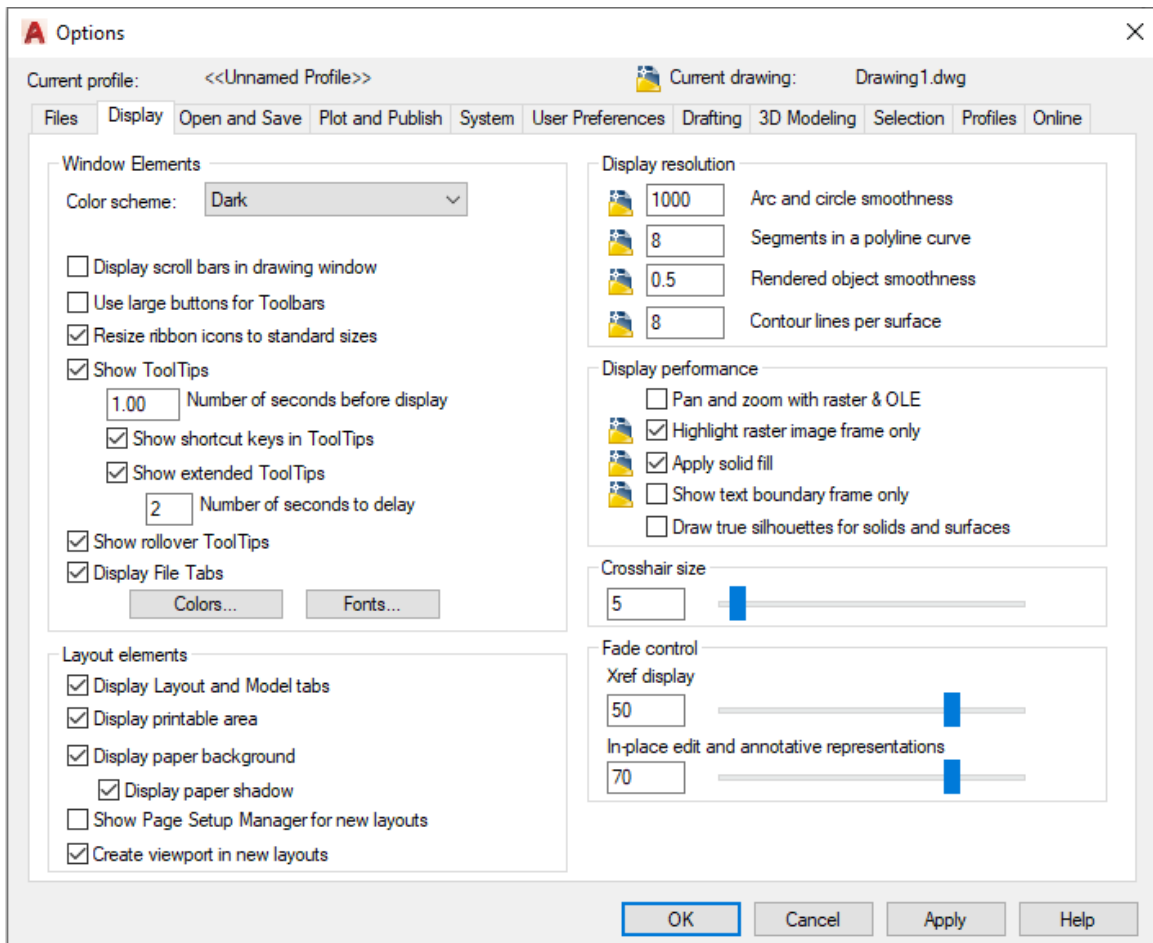 Options
Current profile: <<Unnamed Profile>> Current drawing: Drawing1.dwg
Files Display Open and Save Plot and Publish System User Preferences Drafting 3D Modeling Selection Profiles Online
Window Elements
Color scheme: Dark
Display scroll bars in drawing window
Use large buttons for Toolbars
Resize ribbon icons to standard sizes
Show ToolTips
1.00 Number of seconds before display
Show shortcut keys in ToolTips
Show extended ToolTips
2 Number of seconds to delay
Show rollover ToolTips
Display File Tabs
Colors... Fonts...
Layout elements
Display Layout and Model tabs
Display printable area
Display paper background
Display paper shadow
Show Page Setup Manager for new layouts
Create viewport in new layouts
Display resolution
1000 Arc and circle smoothness
8 Segments in a polyline curve
0.5 Rendered object smoothness
8 Contour lines per surface
Display performance
Pan and zoom with raster & OLE
Highlight raster image frame only
Apply solid fill
Show text boundary frame only
Draw true silhouettes for solids and surfaces
Crosshair size
5
Fade control
Xref display
50
In-place edit and annotative representations
70
OK Cancel Apply Help